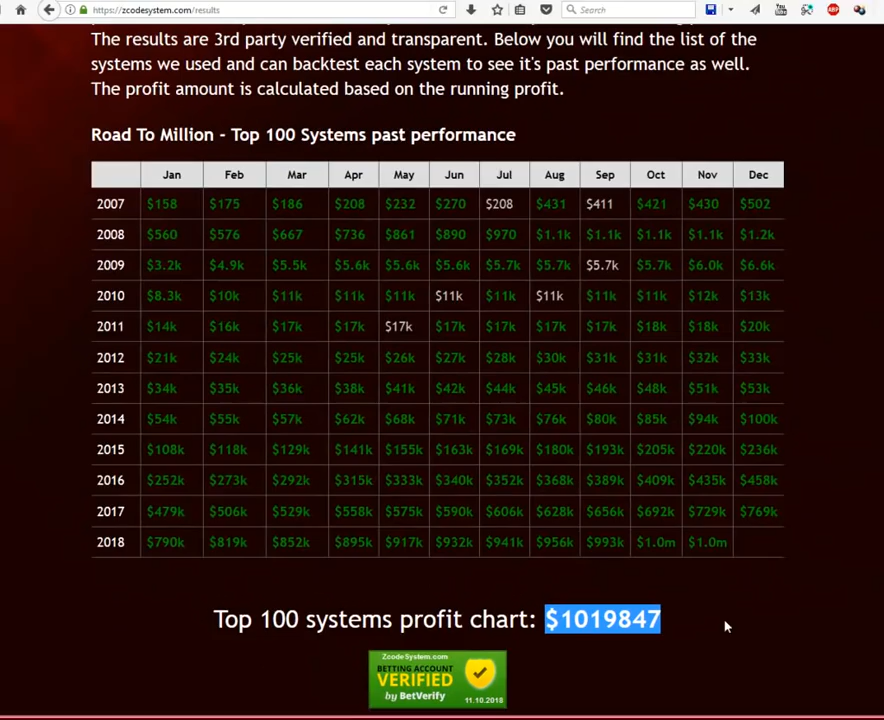 https://zcodesystem.com/results
Search
The results are 3rd party verified and transparent. Below you will find the list of the
systems we used and can backtest each system to see it's past performance as well.
The profit amount is calculated based on the running profit.
Road To Million - Top 100 Systems past performance
Jan Feb Mar Apr May Jun Jul Aug Sep Oct Nov Dec
2007 $158 $175 $186 $208 $232 $270 $208 $431 $411 $421 $430 $502
2008 $560 $576 $667 $736 $861 $890 $970 $1.1k $1.1k $1.1k $1.1k $1.2k
2009 $3.2k $4.9k $5.5k $5.6k $5.6k $5.6k $5.7k $5.7k $5.7k $5.7k $6.0k $6.6k
2010 $8.3k $10k $11k $11k $11k $11k $11k $11k $11k $11k $12k $13k
2011 $14k $16k $17k $17k $17k $17k $17k $17k $17k $18k $18k $20k
2012 $21k $24k $25k $25k $26k $27k $28k $30k $31k $31k $32k $33k
2013 $34k $35k $36k $38k $41k $42k $44k $45k $46k $48k $51k $53k
2014 $54k $55k $57k $62k $68k $71k $73k $76k $80k $85k $94k $100k
2015 $108k $118k $129k $141k $155k $163k $169k $180k $193k $205k $220k $236k
2016 $252k $273k $292k $315k $333k $340k $352k $368k $389k $409k $435k $458k
2017 $479k $506k $529k $558k $575k $590k $606k $628k $656k $692k $729k $769k
2018 $790k $819k $852k $895k $917k $932k $941k $956k $993k $1.0m $1.0m
Top 100 systems profit chart: $1019847
ZcodeSystem.com
BETTING ACCOUNT
VERIFIED
by BetVerify
11.10.2018